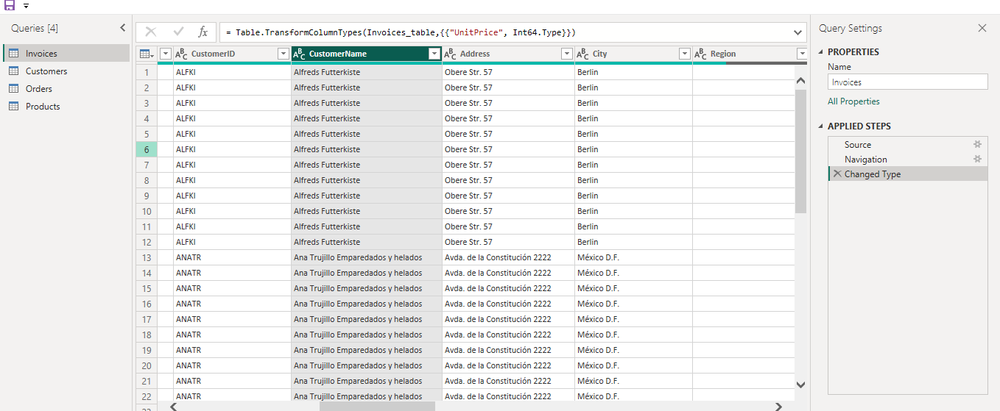 Queries [4]
Invoices
Customers
Orders
Products
fx = Table.TransformColumnTypes(Invoices_table,{{"UnitPrice", Int64.Type}})
ABC CustomerID ABC CustomerName ABC Address ABC City ABC Region
1 ALFKI Alfreds Futterkiste Obere Str. 57 Berlin
2 ALFKI Alfreds Futterkiste Obere Str. 57 Berlin
3 ALFKI Alfreds Futterkiste Obere Str. 57 Berlin
4 ALFKI Alfreds Futterkiste Obere Str. 57 Berlin
5 ALFKI Alfreds Futterkiste Obere Str. 57 Berlin
6 ALFKI Alfreds Futterkiste Obere Str. 57 Berlin
7 ALFKI Alfreds Futterkiste Obere Str. 57 Berlin
8 ALFKI Alfreds Futterkiste Obere Str. 57 Berlin
9 ALFKI Alfreds Futterkiste Obere Str. 57 Berlin
10 ALFKI Alfreds Futterkiste Obere Str. 57 Berlin
11 ALFKI Alfreds Futterkiste Obere Str. 57 Berlin
12 ALFKI Alfreds Futterkiste Obere Str. 57 Berlin
13 ANATR Ana Trujillo Emparedados y helados Avda. de la Constitución 2222 México D.F.
14 ANATR Ana Trujillo Emparedados y helados Avda. de la Constitución 2222 México D.F.
15 ANATR Ana Trujillo Emparedados y helados Avda. de la Constitución 2222 México D.F.
16 ANATR Ana Trujillo Emparedados y helados Avda. de la Constitución 2222 México D.F.
17 ANATR Ana Trujillo Emparedados y helados Avda. de la Constitución 2222 México D.F.
18 ANATR Ana Trujillo Emparedados y helados Avda. de la Constitución 2222 México D.F.
19 ANATR Ana Trujillo Emparedados y helados Avda. de la Constitución 2222 México D.F.
20 ANATR Ana Trujillo Emparedados y helados Avda. de la Constitución 2222 México D.F.
21 ANATR Ana Trujillo Emparedados y helados Avda. de la Constitución 2222 México D.F.
22 ANATR Ana Trujillo Emparedados y helados Avda. de la Constitución 2222 México D.F.
23
Query Settings
PROPERTIES
Name
Invoices
All Properties
APPLIED STEPS
Source
Navigation
Changed Type